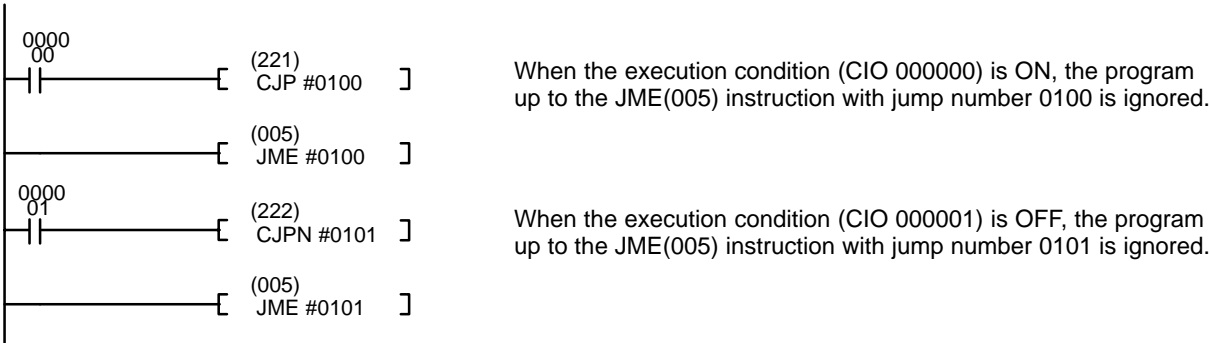 0000
00
(221)
CJP #0100
When the execution condition (CIO 000000) is ON, the program
up to the JME(005) instruction with jump number 0100 is ignored.
(005)
JME #0100
0000
01
(222)
CJPN #0101
When the execution condition (CIO 000001) is OFF, the program
up to the JME(005) instruction with jump number 0101 is ignored.
(005)
JME #0101